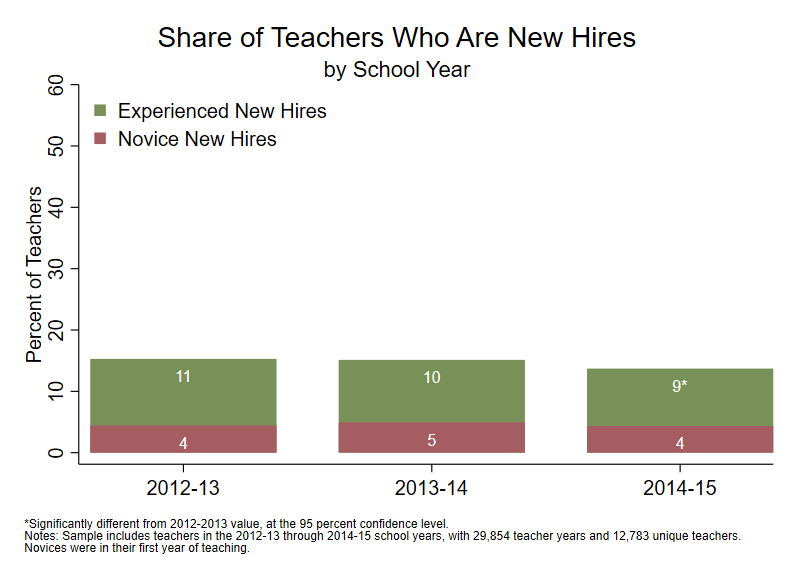 Share of Teachers Who Are New Hires
by School Year
Experienced New Hires
Novice New Hires
Percent of Teachers
60
50
40
30
20
10
0
11
10
9*
4
5
4
2012-13
2013-14
2014-15
*Significantly different from 2012-2013 value, at the 95 percent confidence level.
Notes: Sample includes teachers in the 2012-13 through 2014-15 school years, with 29,854 teacher years and 12,783 unique teachers.
Novices were in their first year of teaching.